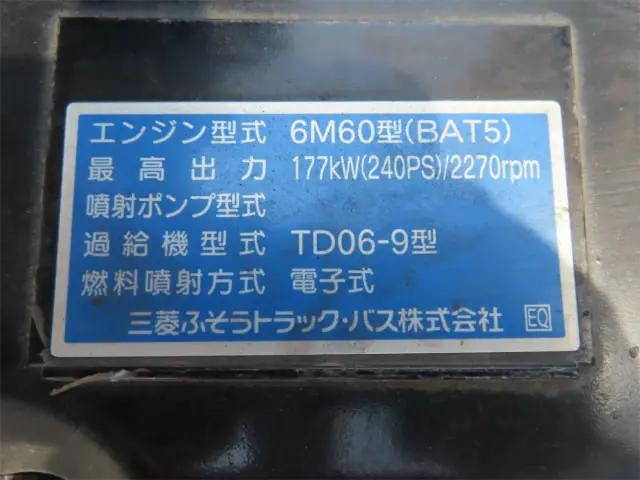 エンジン型式 6M60型(BAT5)
最高出力 177kW(240PS)/2270rpm
噴射ポンプ型式
過給機型式 TD06-9型
燃料噴射方式 電子式
三菱ふそうトラック・バス株式会社 EQ